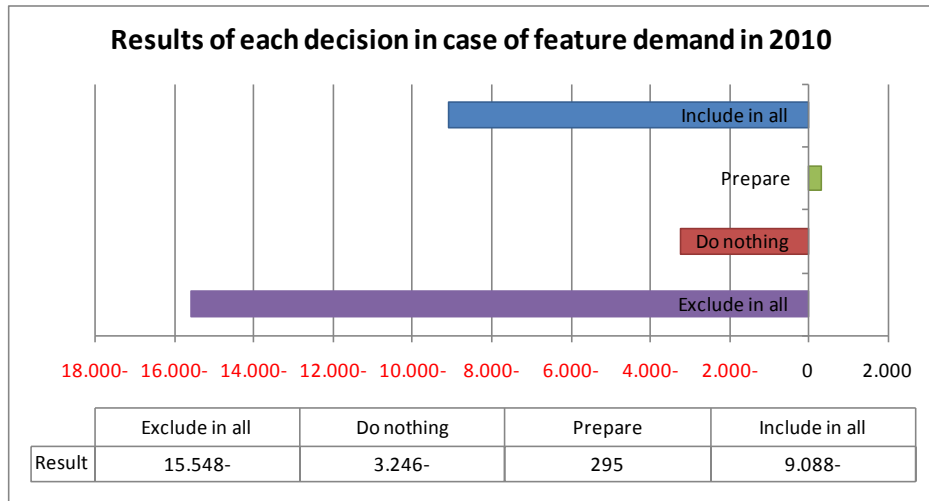 Results of each decision in case of feature demand in 2010
Include in all
Prepare
Do nothing
Exclude in all
18.000- 16.000- 14.000- 12.000- 10.000- 8.000- 6.000- 4.000- 2.000- 0 2.000
Exclude in all Do nothing Prepare Include in all
Result 15.548- 3.246- 295 9.088-